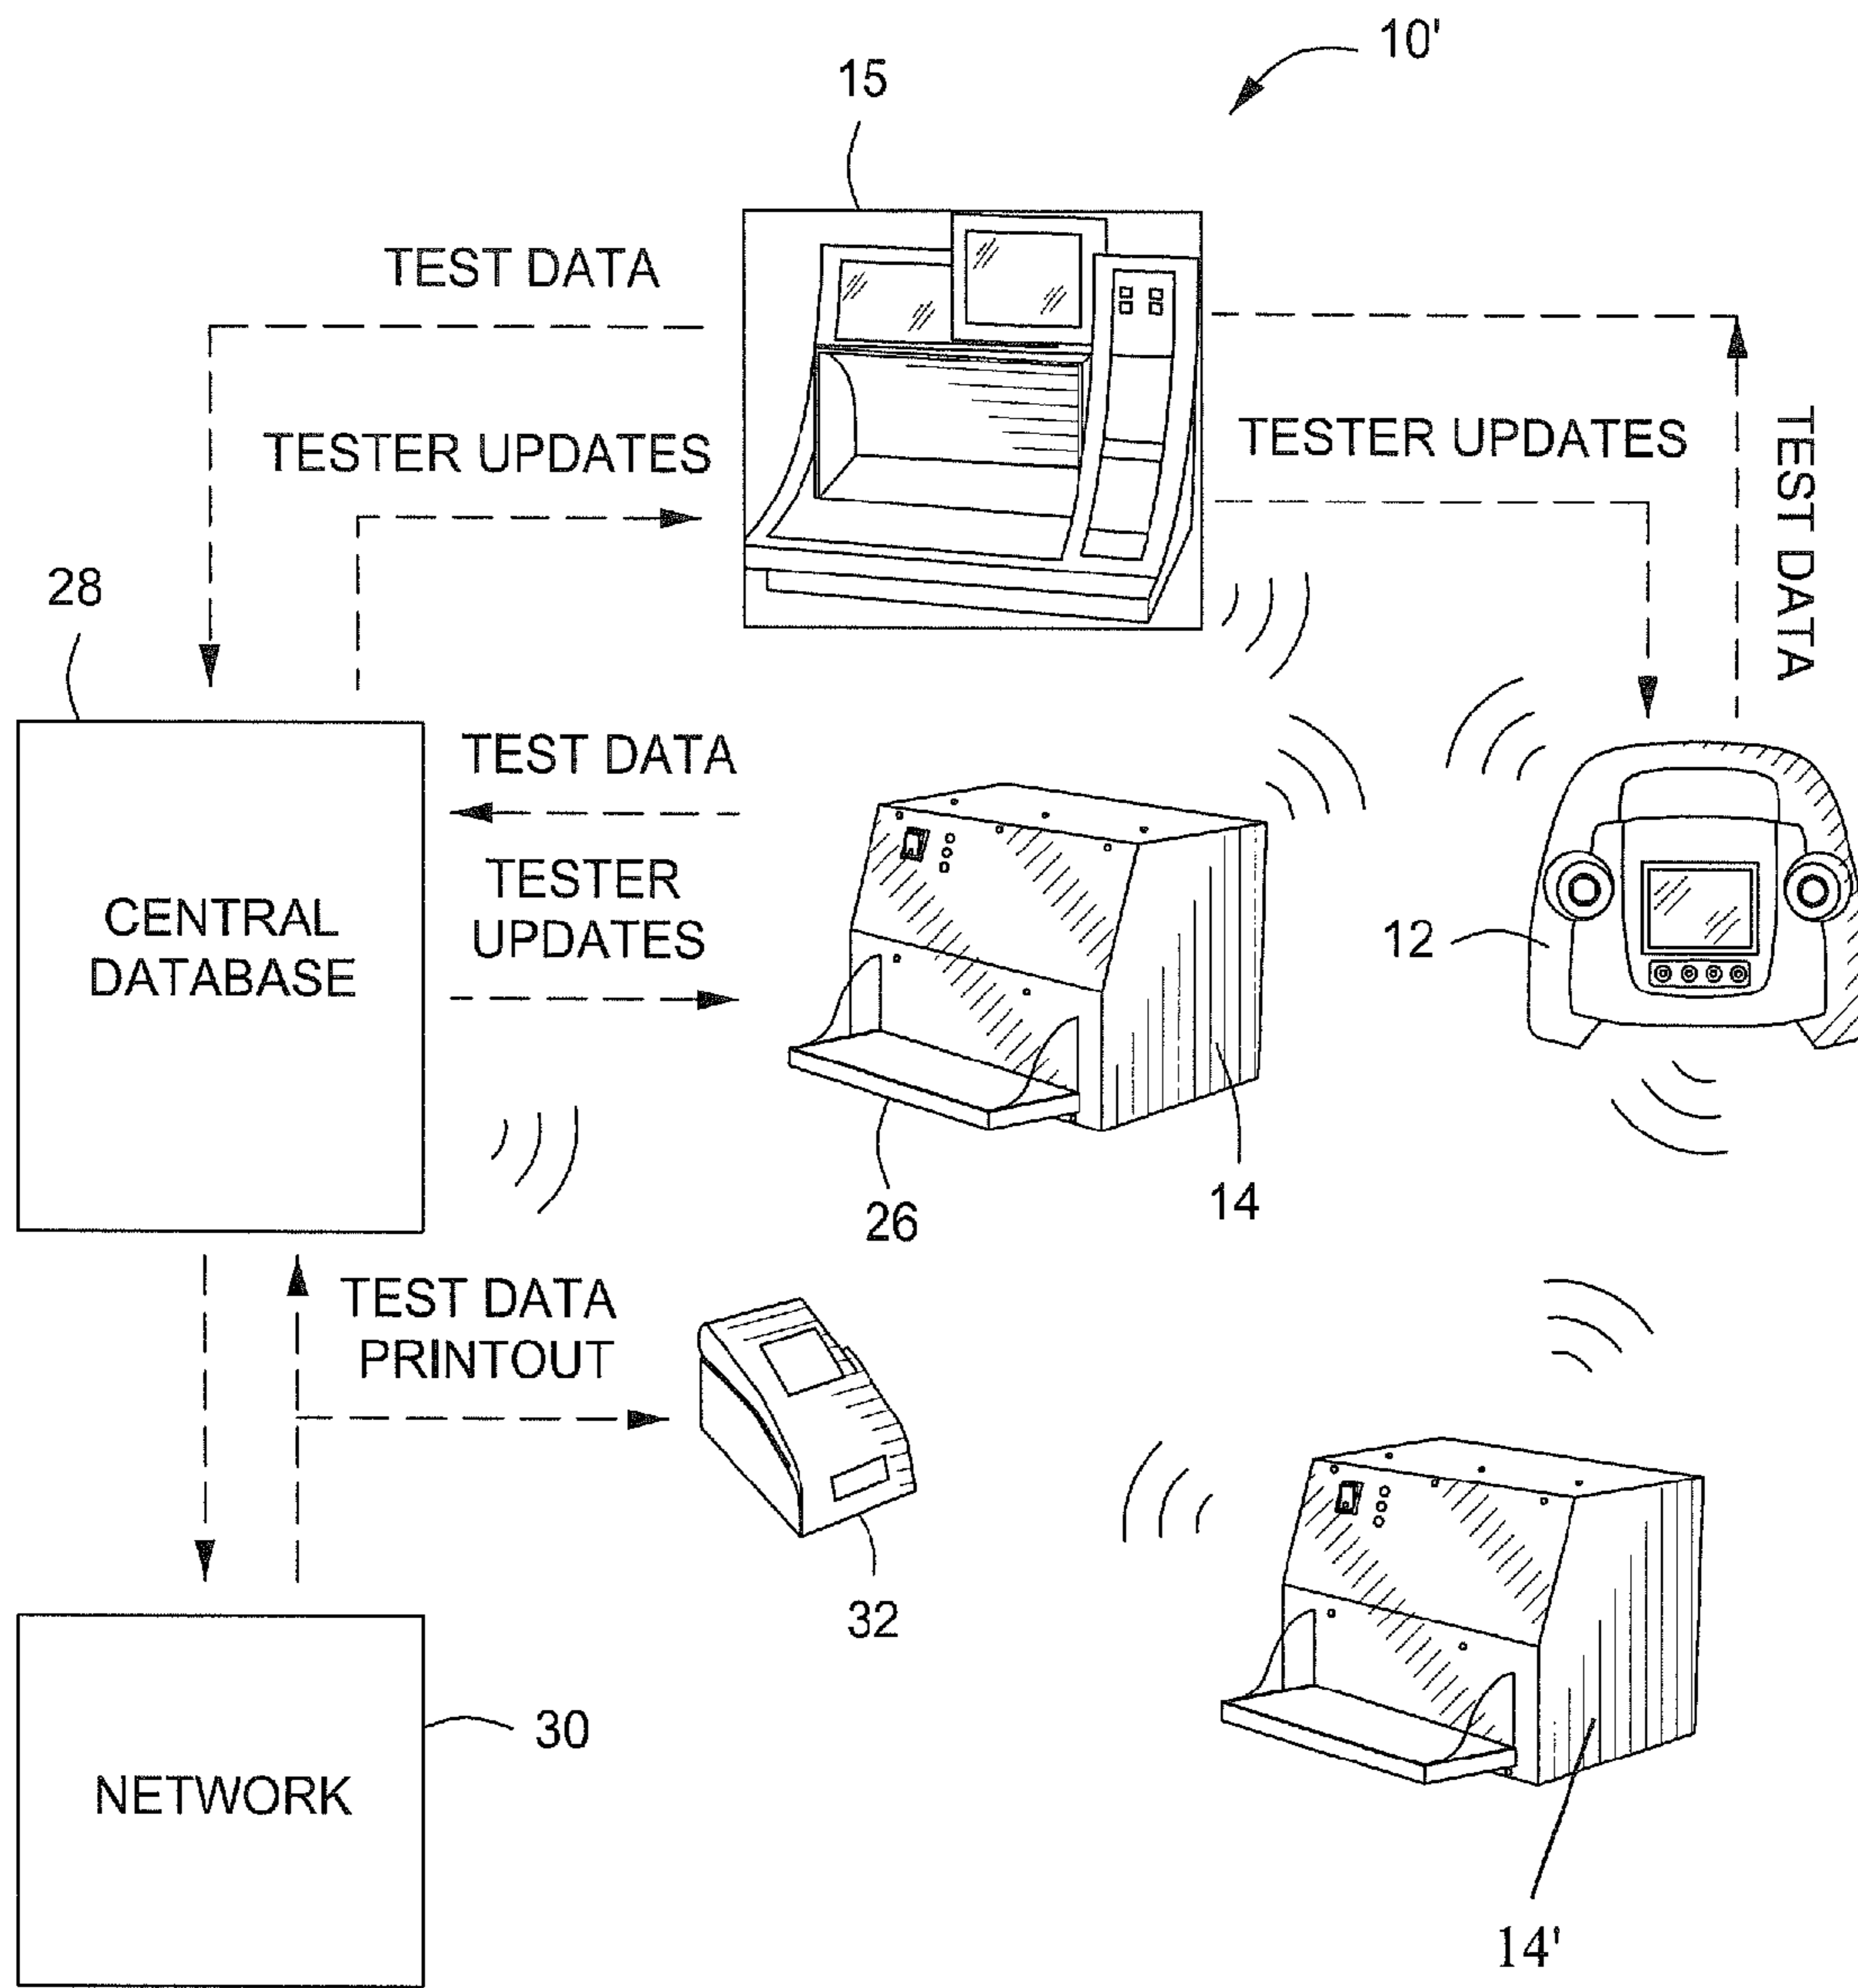 10'
15
TEST DATA
TESTER UPDATES
TESTER UPDATES
TEST DATA
28
TEST DATA
TESTER
UPDATES
CENTRAL
DATABASE
12
26
14
TEST DATA
PRINTOUT
32
30
NETWORK
14'